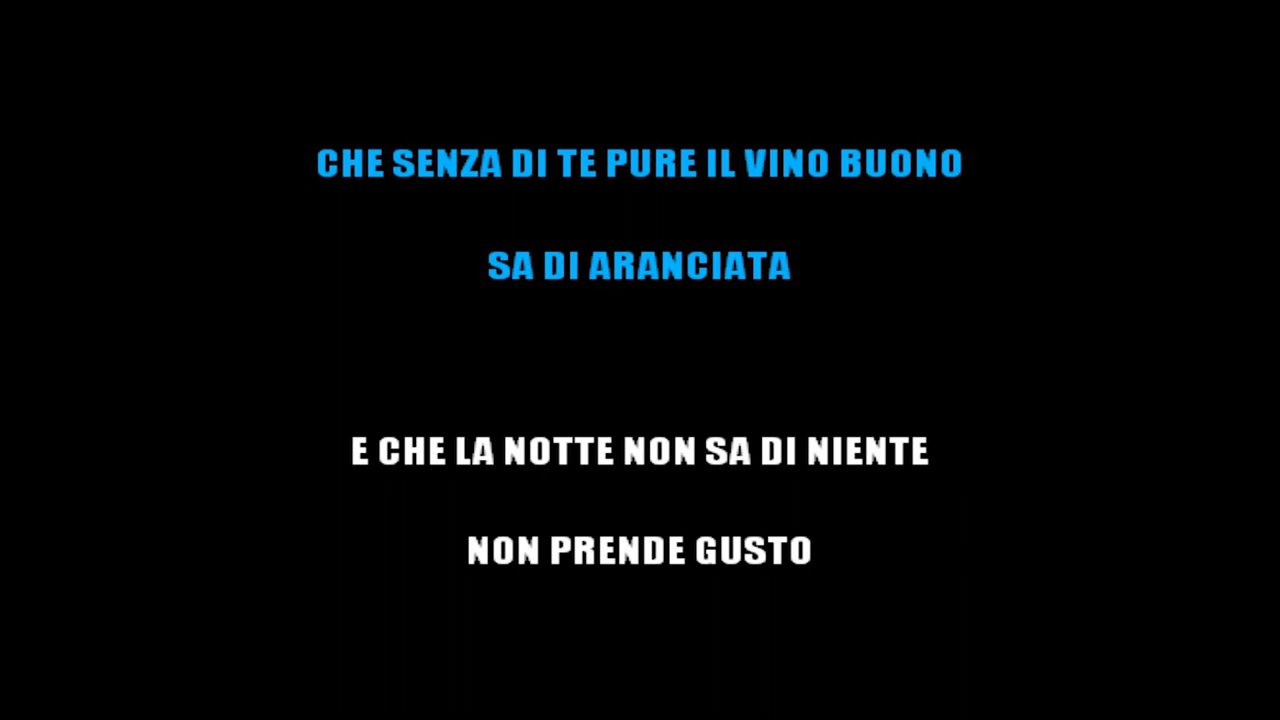 CHE SENZA DI TE PURE IL VINO BUONO
SA DI ARANCIATA
E CHE LA NOTTE NON SA DI NIENTE
NON PRENDE GUSTO